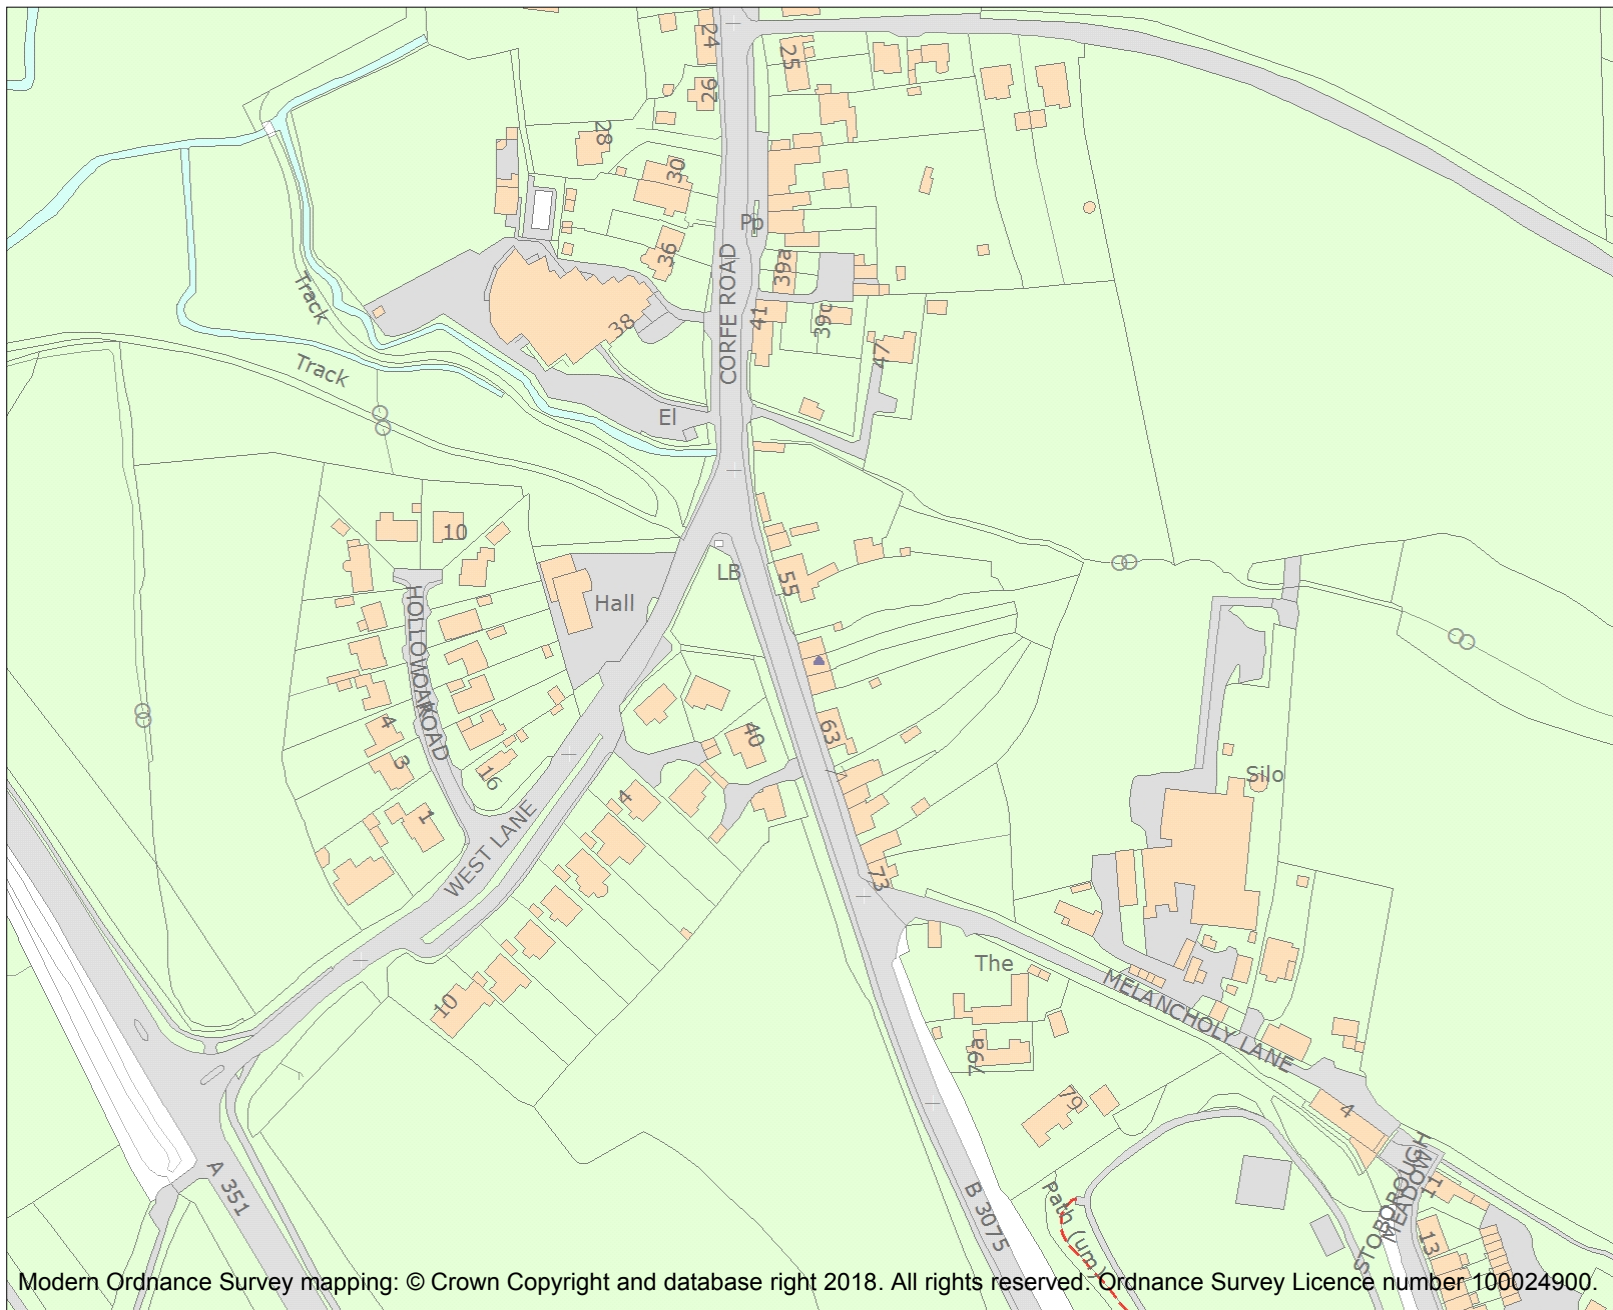 24
25
26
28
30
Pp
36
39a
CORFE ROAD
Track
41
39c
38
47
Track
El
10
LB
55
Hall
HOLLOWOAK
ROAD
4
63
40
3
Silo
16
4
1
WEST LANE
73
The
MELANCHOLY LANE
10
76a
79
4
A 351
B 3075
Path (um)
STOBOROUGH
MEADOW
11
13
Modern Ordnance Survey mapping: © Crown Copyright and database right 2018. All rights reserved. Ordnance Survey Licence number 100024900.